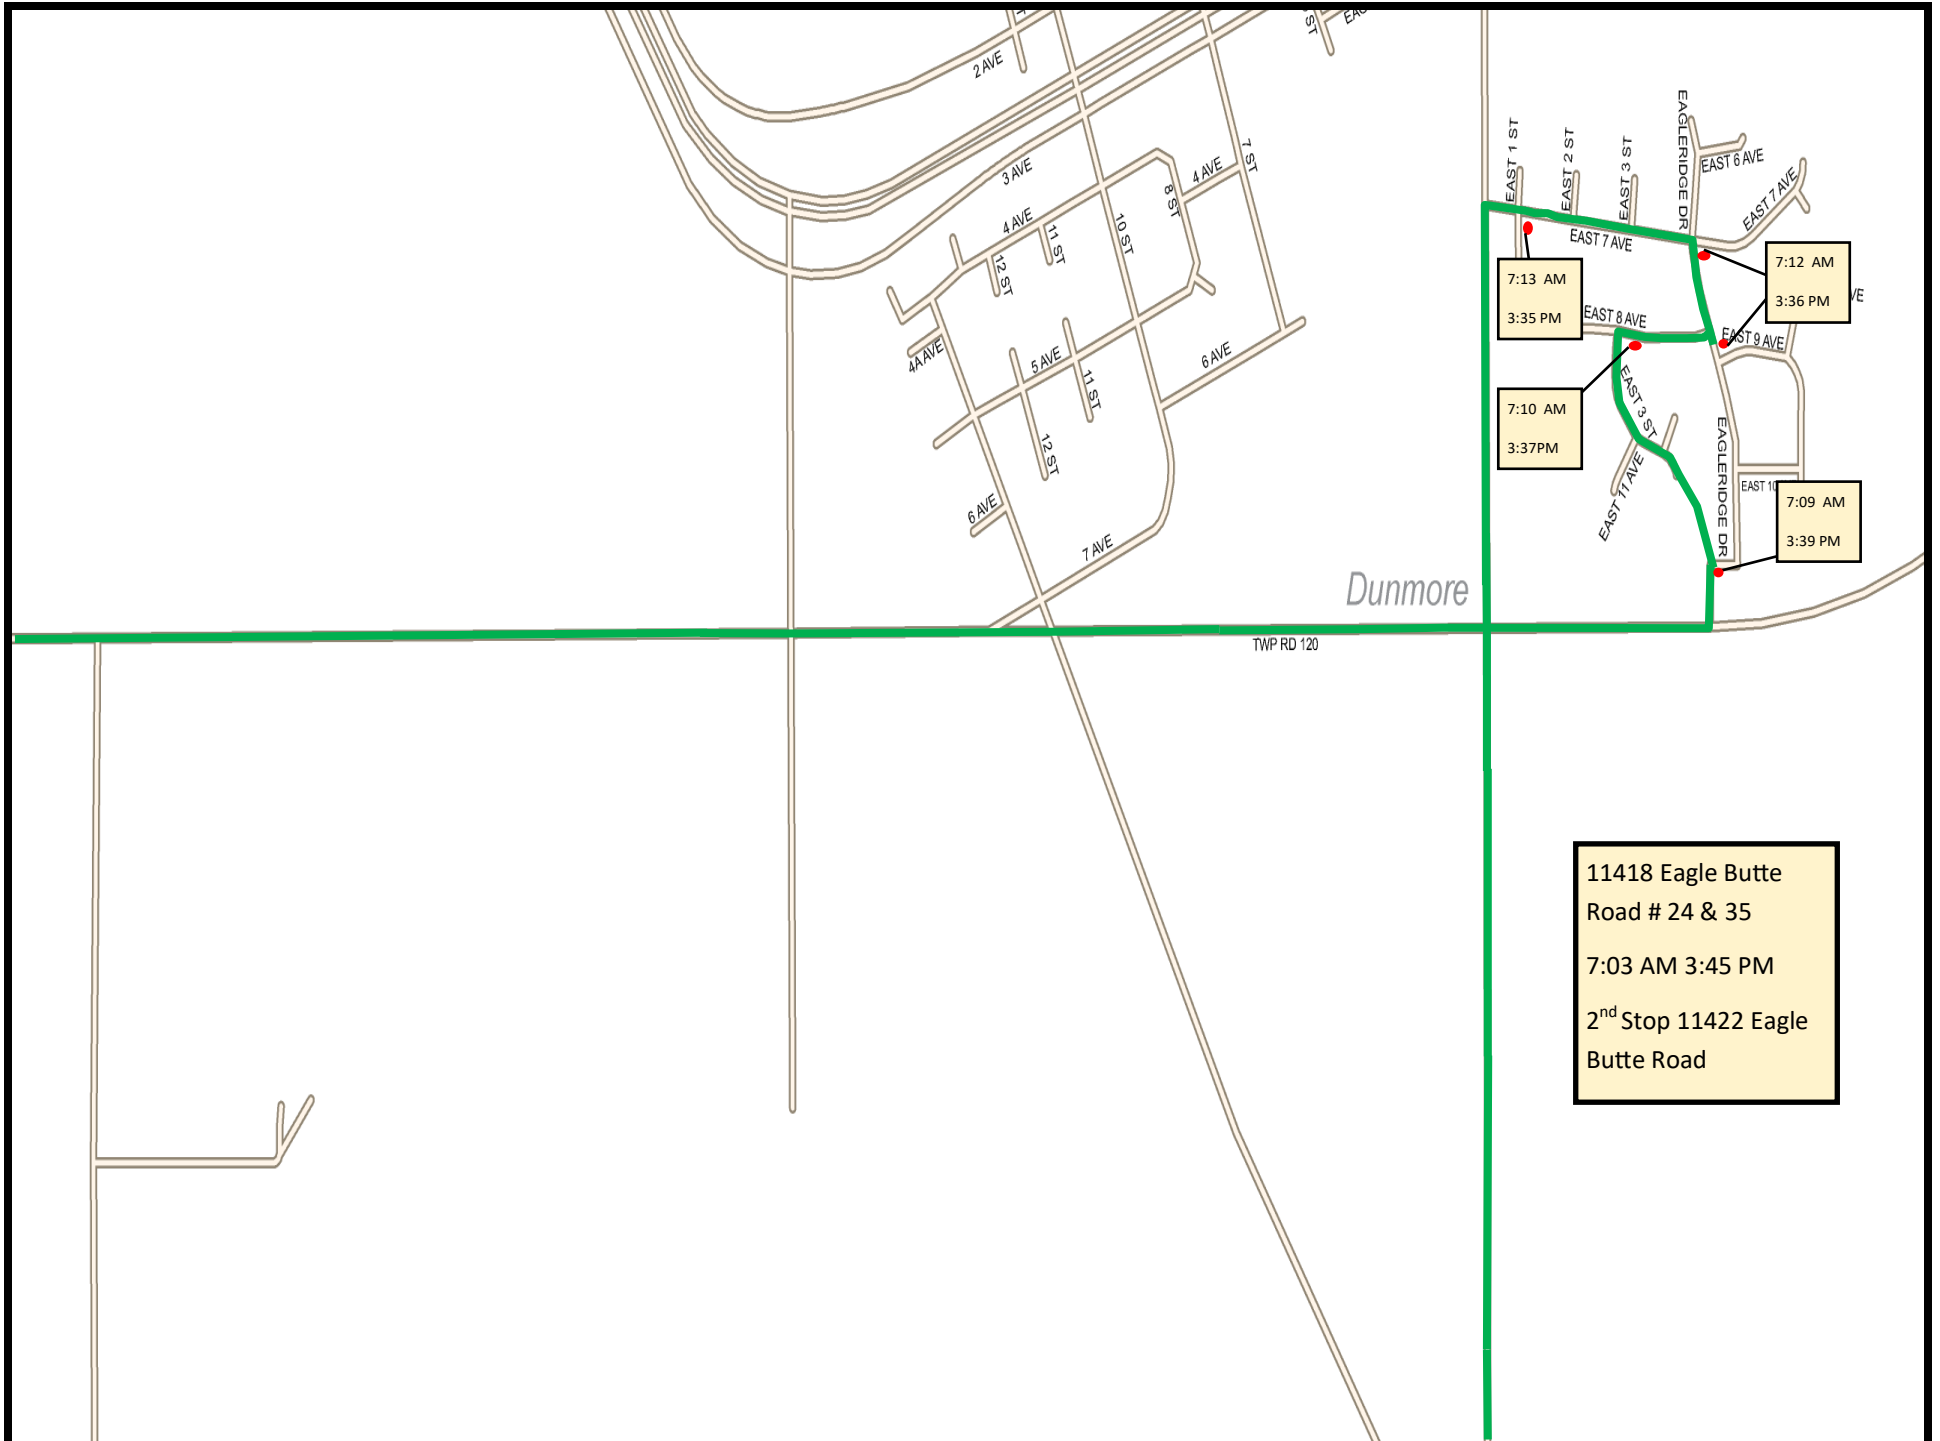 2 AVE
3 AVE
4 AVE
4 AVE
7 ST
8 ST
10 ST
11 ST
12 ST
4A AVE
5 AVE
11 ST
12 ST
6 AVE
6 AVE
7 AVE
EAST 1 ST
EAST 2 ST
EAST 3 ST
EAGLERIDGE DR
EAST 6 AVE
EAST 7 AVE
EAST 7 AVE
7:13 AM
3:35 PM
7:12 AM
3:36 PM
EAST 8 AVE
EAST 9 AVE
EAST 3 ST
7:10 AM
3:37PM
EAGLERIDGE DR
EAST 11 AVE
EAST 10
7:09 AM
3:39 PM
Dunmore
TWP RD 120
11418 Eagle Butte
Road # 24 & 35
7:03 AM 3:45 PM
2nd Stop 11422 Eagle
Butte Road